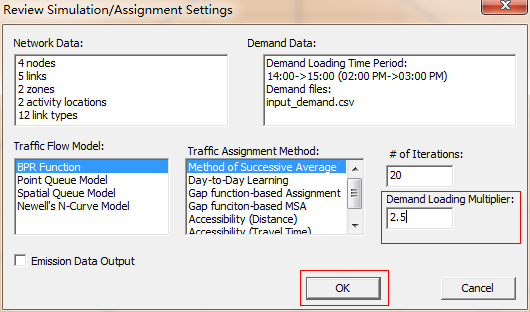 Review Simulation/Assignment Settings
Network Data:
4 nodes
5 links
2 zones
2 activity locations
12 link types
Demand Data:
Demand Loading Time Period:
14:00->15:00 (02:00 PM->03:00 PM)
Demand files:
input_demand.csv
Traffic Flow Model:
BPR Function
Point Queue Model
Spatial Queue Model
Newell's N-Curve Model
Traffic Assignment Method:
Method of Successive Average
Day-to-Day Learning
Gap function-based Assignment
Gap funciton-based MSA
Accessibility (Distance)
Accessibility (Travel Time)
# of Iterations:
20
Demand Loading Multiplier:
2.5
Emission Data Output
OK
Cancel